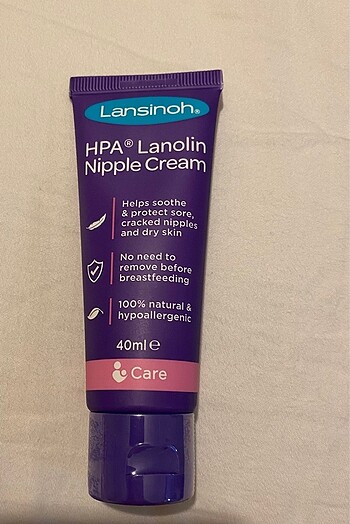 Lansinoh®
HPA® Lanolin
Nipple Cream
Helps soothe
& protect sore,
cracked nipples
and dry skin
No need to
remove before
breastfeeding
100% natural &
hypoallergenic
40ml ℮
Care